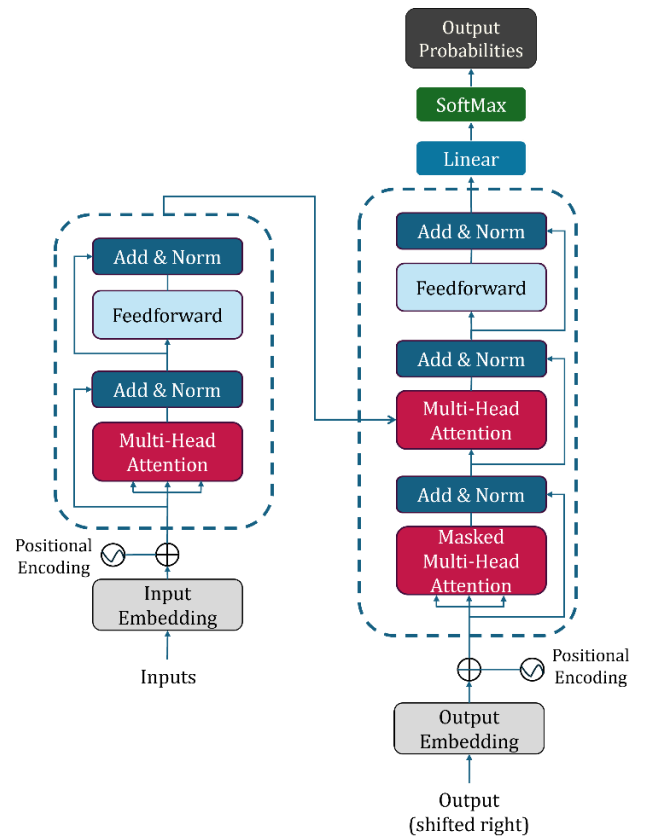 Output
Probabilities
SoftMax
Linear
Add & Norm
Feedforward
Add & Norm
Multi-Head
Attention
Add & Norm
Masked
Multi-Head
Attention
Positional
Encoding
Output
Embedding
Output
(shifted right)
Add & Norm
Feedforward
Add & Norm
Multi-Head
Attention
Positional
Encoding
Input
Embedding
Inputs